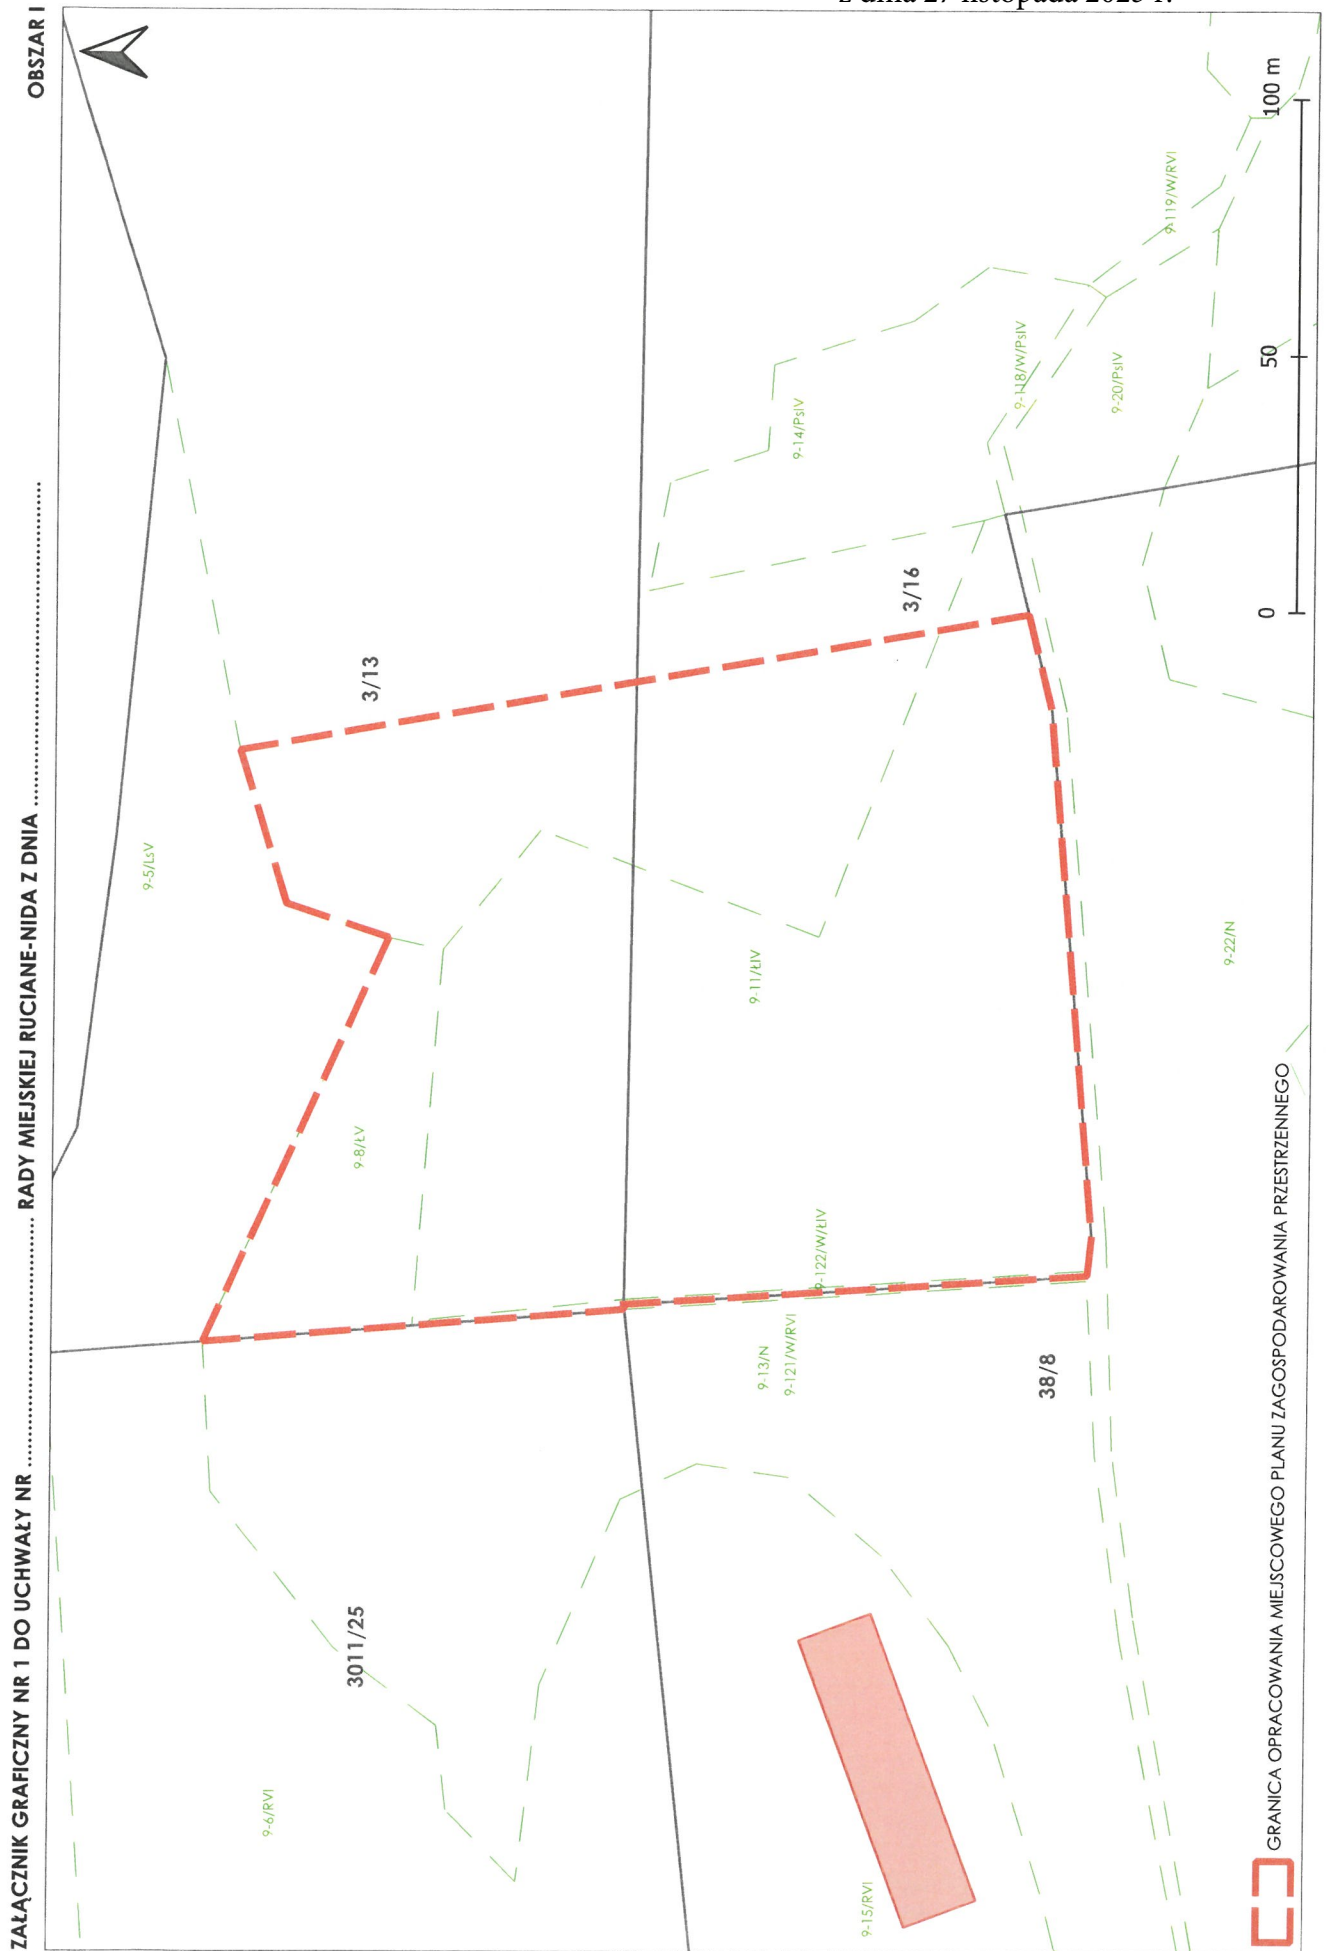 z dnia 27 listopada 2025 r.
ZAŁĄCZNIK GRAFICZNY NR 1 DO UCHWAŁY NR ........................................ RADY MIEJSKIEJ RUCIANE-NIDA Z DNIA ........................................
OBSZAR I
9-5/LsV
3/13
9-8/ŁV
3011/25
9-6/RVI
9-14/PsIV
3/16
9-118/W/PsIV
9-119/W/RVI
9-20/PsIV
9-11/ŁIV
9-122/W/ŁIV
9-13/N
9-121/W/RVI
38/8
9-22/N
9-15/RVI
0
50
100 m
GRANICA OPRACOWANIA MIEJSCOWEGO PLANU ZAGOSPODAROWANIA PRZESTRZENNEGO